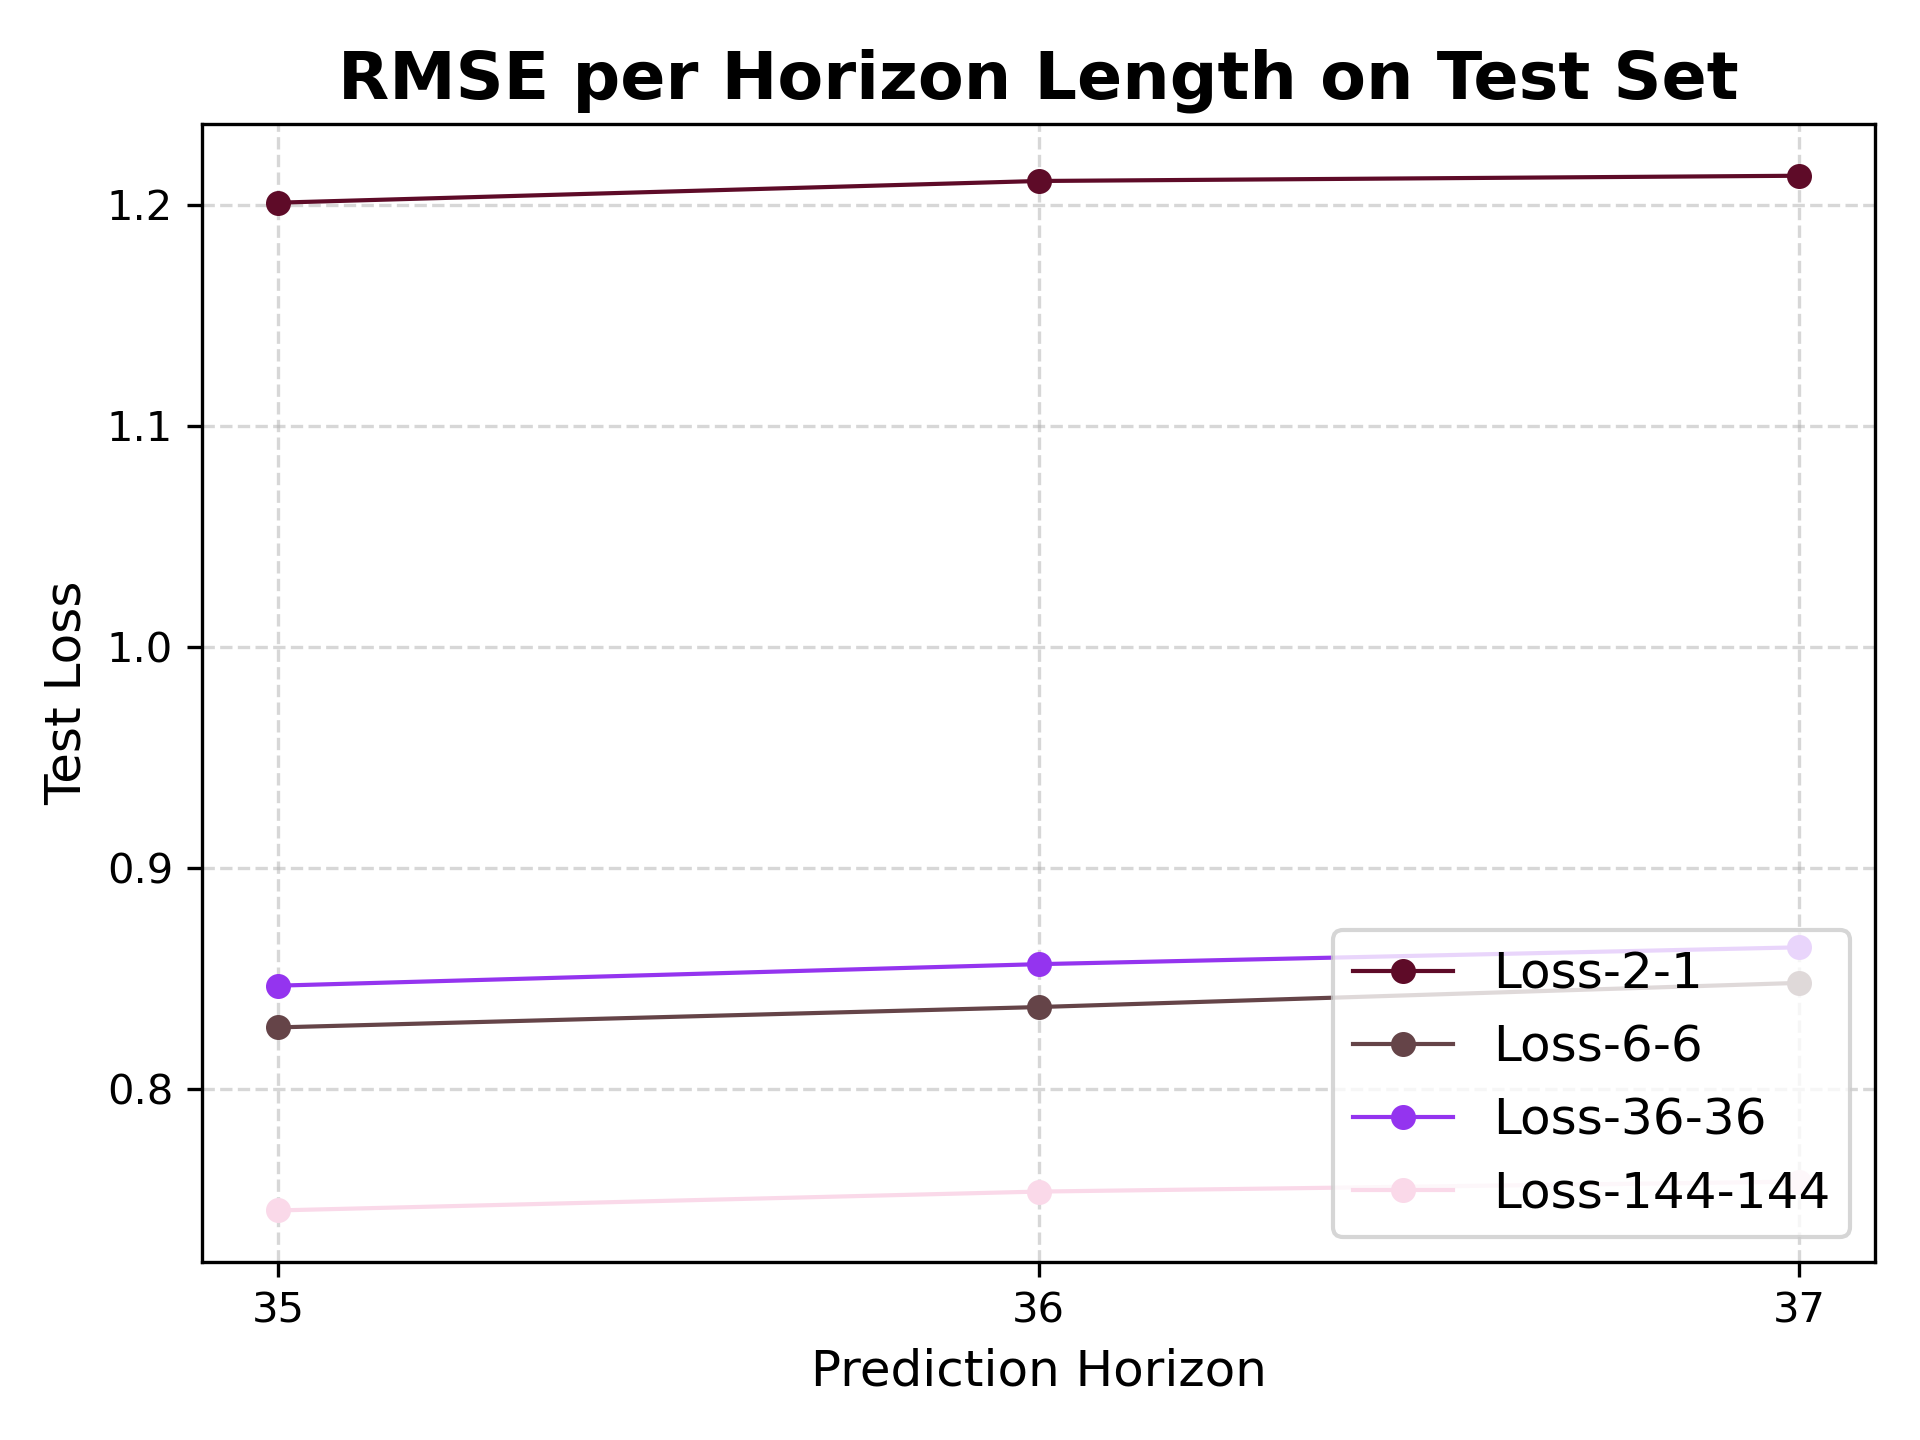 RMSE per Horizon Length on Test Set
1.2
1.1
1.0
0.9
0.8
Test Loss
Loss-2-1
Loss-6-6
Loss-36-36
Loss-144-144
35 36 37
Prediction Horizon